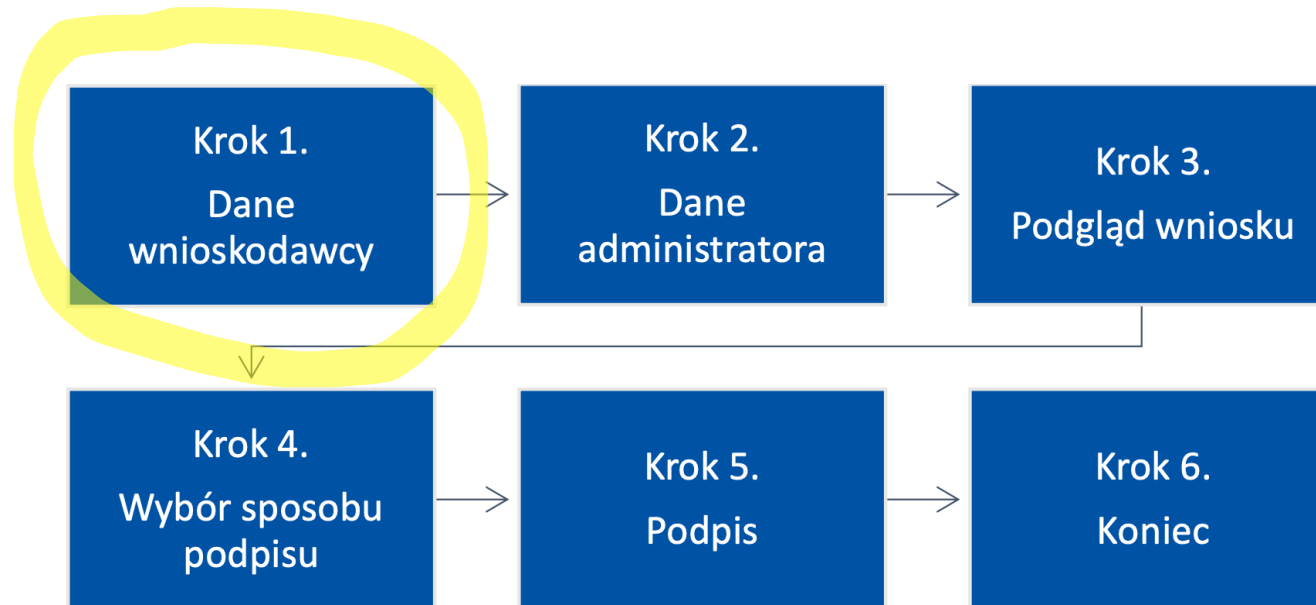 Krok 1.
Dane
wnioskodawcy
Krok 2.
Dane
administratora
Krok 3.
Podgląd wniosku
Krok 4.
Wybór sposobu
podpisu
Krok 5.
Podpis
Krok 6.
Koniec